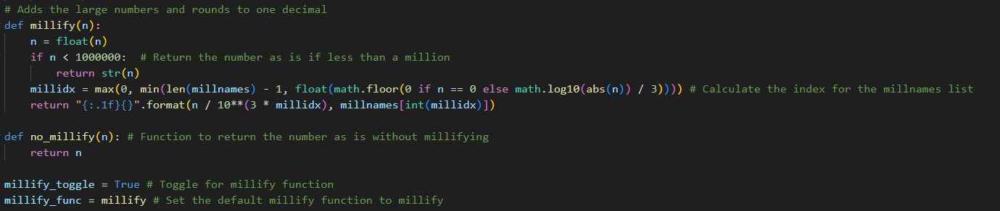 # Adds the large numbers and rounds to one decimal
def millify(n):
    n = float(n)
    if n < 1000000:  # Return the number as is if less than a million
        return str(n)
    millidx = max(0, min(len(millnames) - 1, float(math.floor(0 if n == 0 else math.log10(abs(n)) / 3)))) # Calculate the index for the millnames list
    return "{:.1f}{}".format(n / 10**(3 * millidx), millnames[int(millidx)])

def no_millify(n): # Function to return the number as is without millifying
    return n

millify_toggle = True # Toggle for millify function
millify_func = millify # Set the default millify function to millify